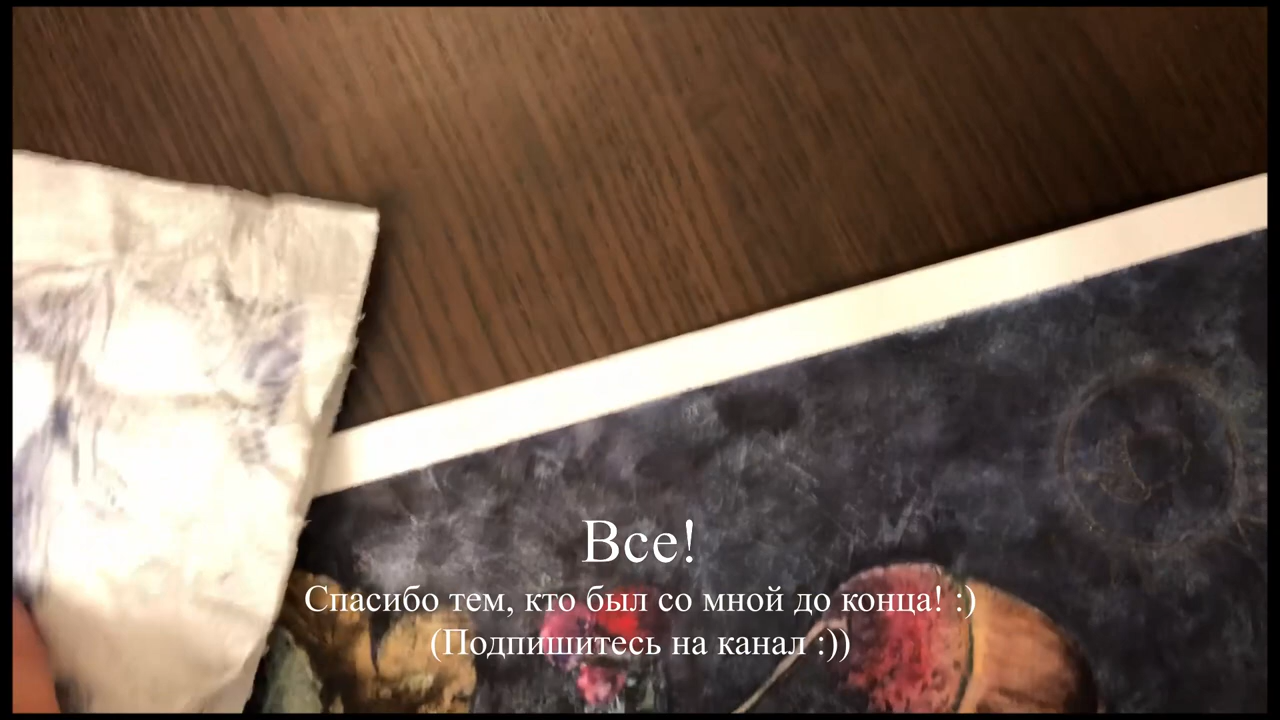 Все!
Спасибо тем, кто был со мной до конца! :)
(Подпишитесь на канал :))